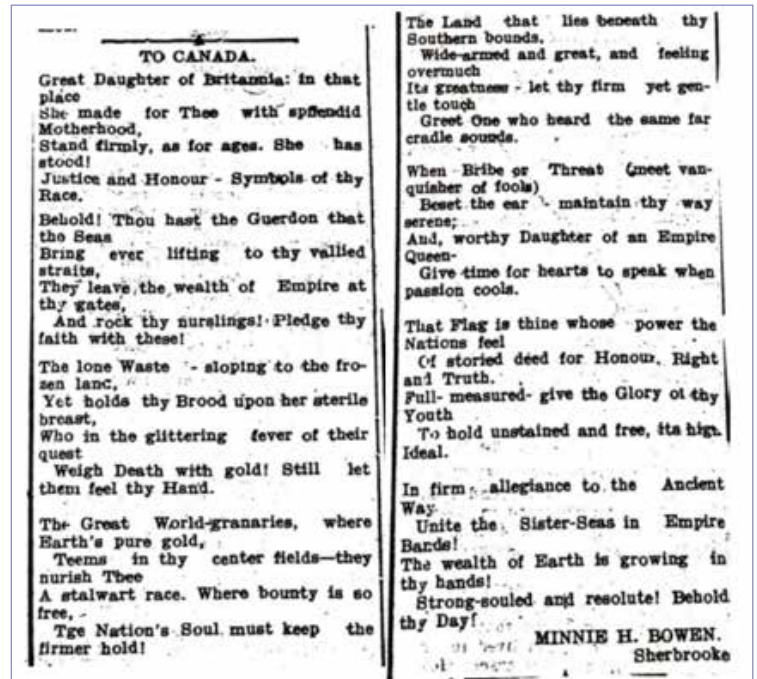 TO CANADA.
Great Daughter of Britannia: in that
place
She made for Thee with splendid
Motherhood,
Stand firmly, as for ages. She has
stood!
Justice and Honour - Symbols of thy
Race.
Behold! Thou hast the Guerdon that
the Seas
Bring ever lifting to thy vallied
straits,
They leave the wealth of Empire at
thy gates,
And rock thy nurslings! Pledge thy
faith with these!
The lone Waste - sloping to the fro-
zen land,
Yet holds thy Brood upon her sterile
breast,
Who in the glittering fever of their
quest
Weigh Death with gold! Still let
them feel thy Hand.
The Great World-granaries, where
Earth's pure gold,
Teems in thy center fields—they
nurish Thee
A stalwart race. Where bounty is so
free,
Tge Nation's Soul must keep the
firmer hold!
The Land that lies beneath thy
Southern bounds.
Wide-armed and great, and feeling
overmuch
Its greatness - let thy firm yet gen-
tle touch
Greet One who heard the same far
cradle sounds.
When Bribe or Threat (meet van-
quisher of fools)
Beset the ear - maintain thy way
serene;
And, worthy Daughter of an Empire
Queen-
Give time for hearts to speak when
passion cools.
That Flag is thine whose power the
Nations feel
Of storied deed for Honour, Right
and Truth.
Full- measured- give the Glory of thy
Youth
To hold unstained and free, its high
Ideal.
In firm allegiance to the Ancient
Way
Unite the Sister-Seas in Empire
Bands!
The wealth of Earth is growing in
thy hands!
Strong-souled and resolute! Behold
thy Day!
MINNIE H. BOWEN.
Sherbrooke